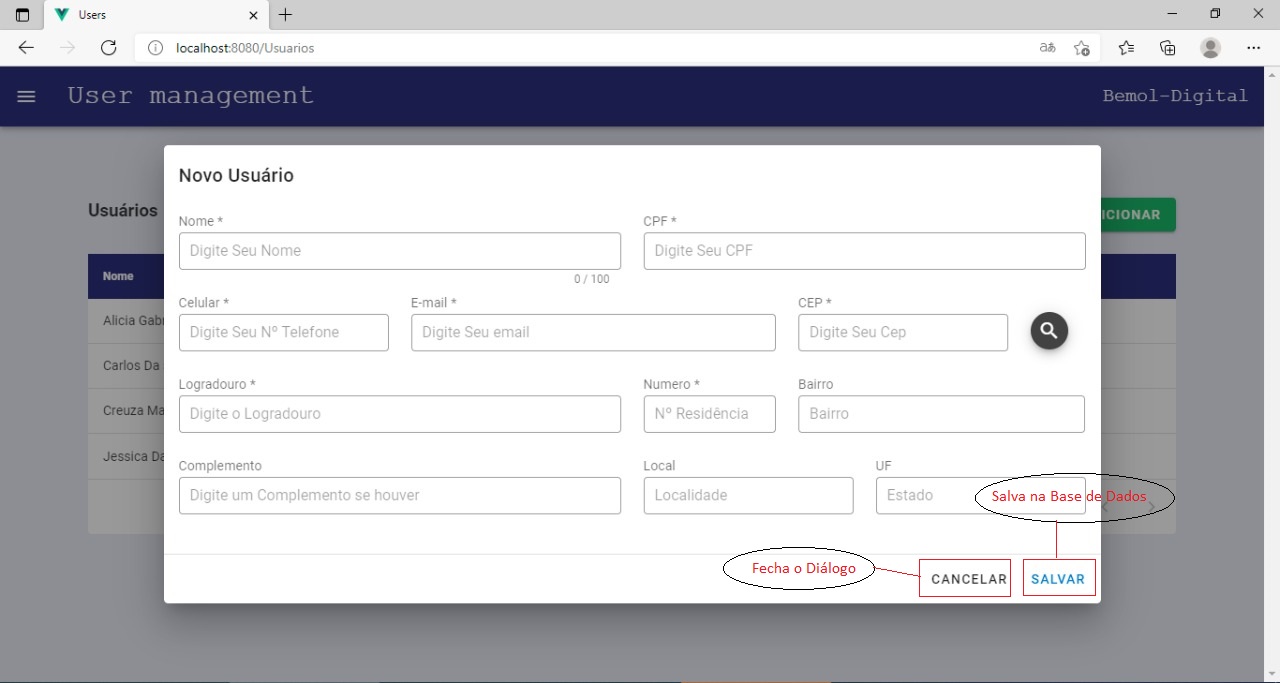 Users
localhost:8080/Usuarios
User management
Bemol-Digital
Novo Usuário
Usuários
ICIONAR
Nome *
CPF *
Digite Seu Nome
Digite Seu CPF
0 / 100
Nome
Celular *
E-mail *
CEP *
Alicia Gab
Digite Seu Nº Telefone
Digite Seu email
Digite Seu Cep
Carlos Da
Logradouro *
Numero *
Bairro
Creuza Ma
Digite o Logradouro
Nº Residência
Bairro
Jessica Da
Complemento
Local
UF
Digite um Complemento se houver
Localidade
Estado
Salva na Base de Dados
Fecha o Diálogo
CANCELAR
SALVAR